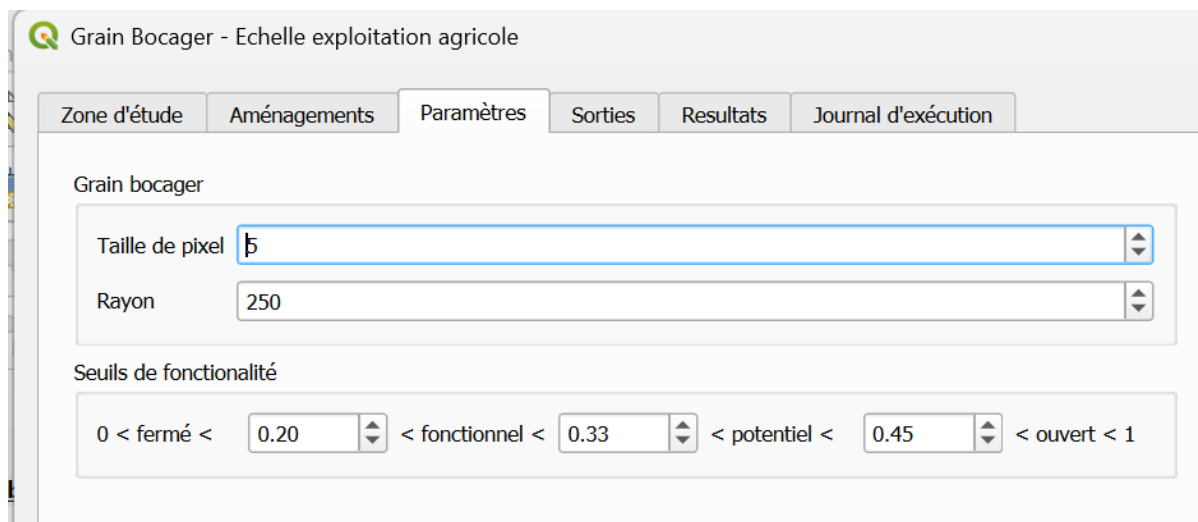 Grain Bocager - Echelle exploitation agricole
Zone d'étude Aménagements Paramètres Sorties Resultats Journal d'exécution
Grain bocager
Taille de pixel 5
Rayon 250
Seuils de fonctionalité
0 < fermé < 0.20 < fonctionnel < 0.33 < potentiel < 0.45 < ouvert < 1